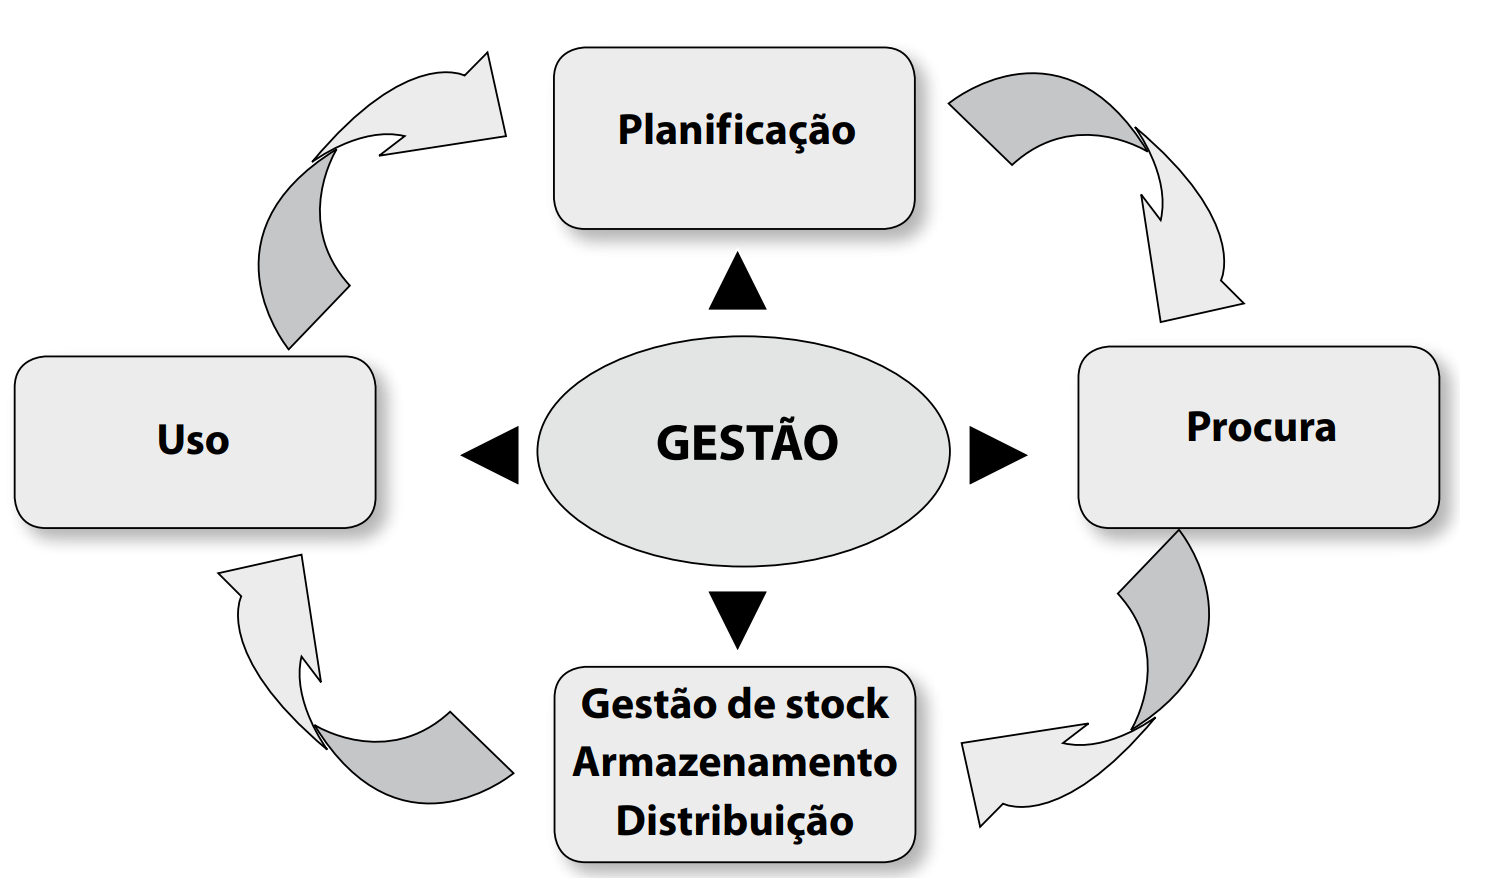 Planificação
Uso
GESTÃO
Procura
Gestão de stock
Armazenamento
Distribuição